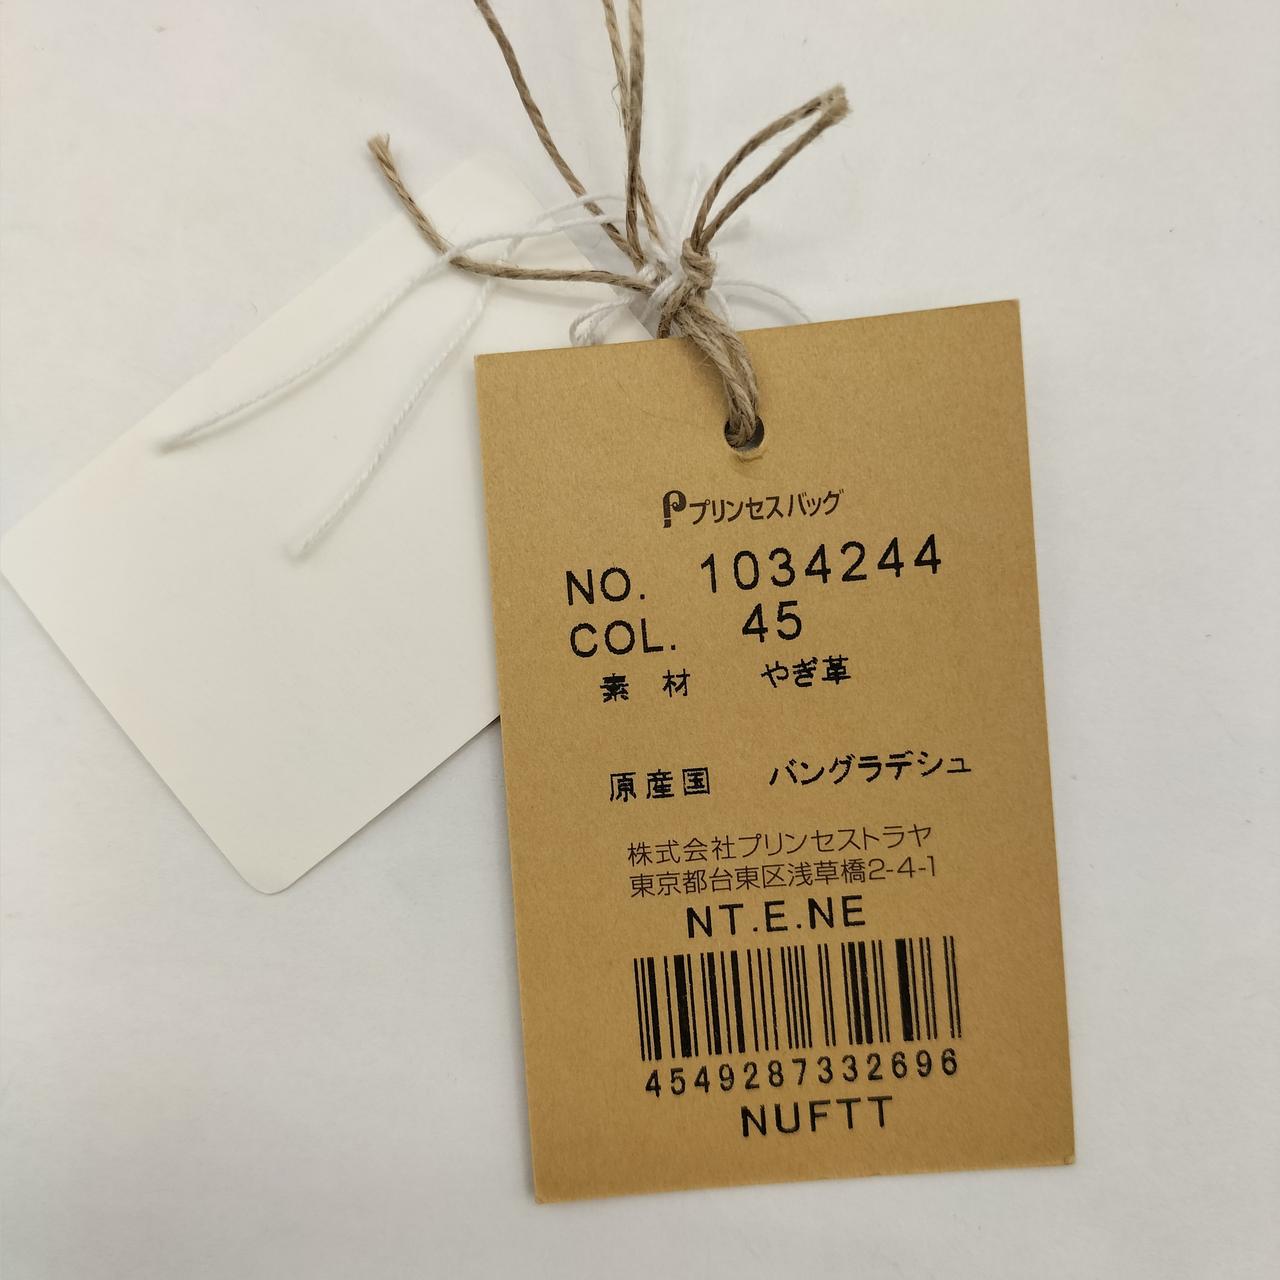 プリンセスバッグ
NO. 1034244
COL. 45
素材 やぎ革
原産国 バングラデシュ
株式会社プリンセストラヤ
東京都台東区浅草橋2-4-1
NT.E.NE
4549287332696
NUFTT